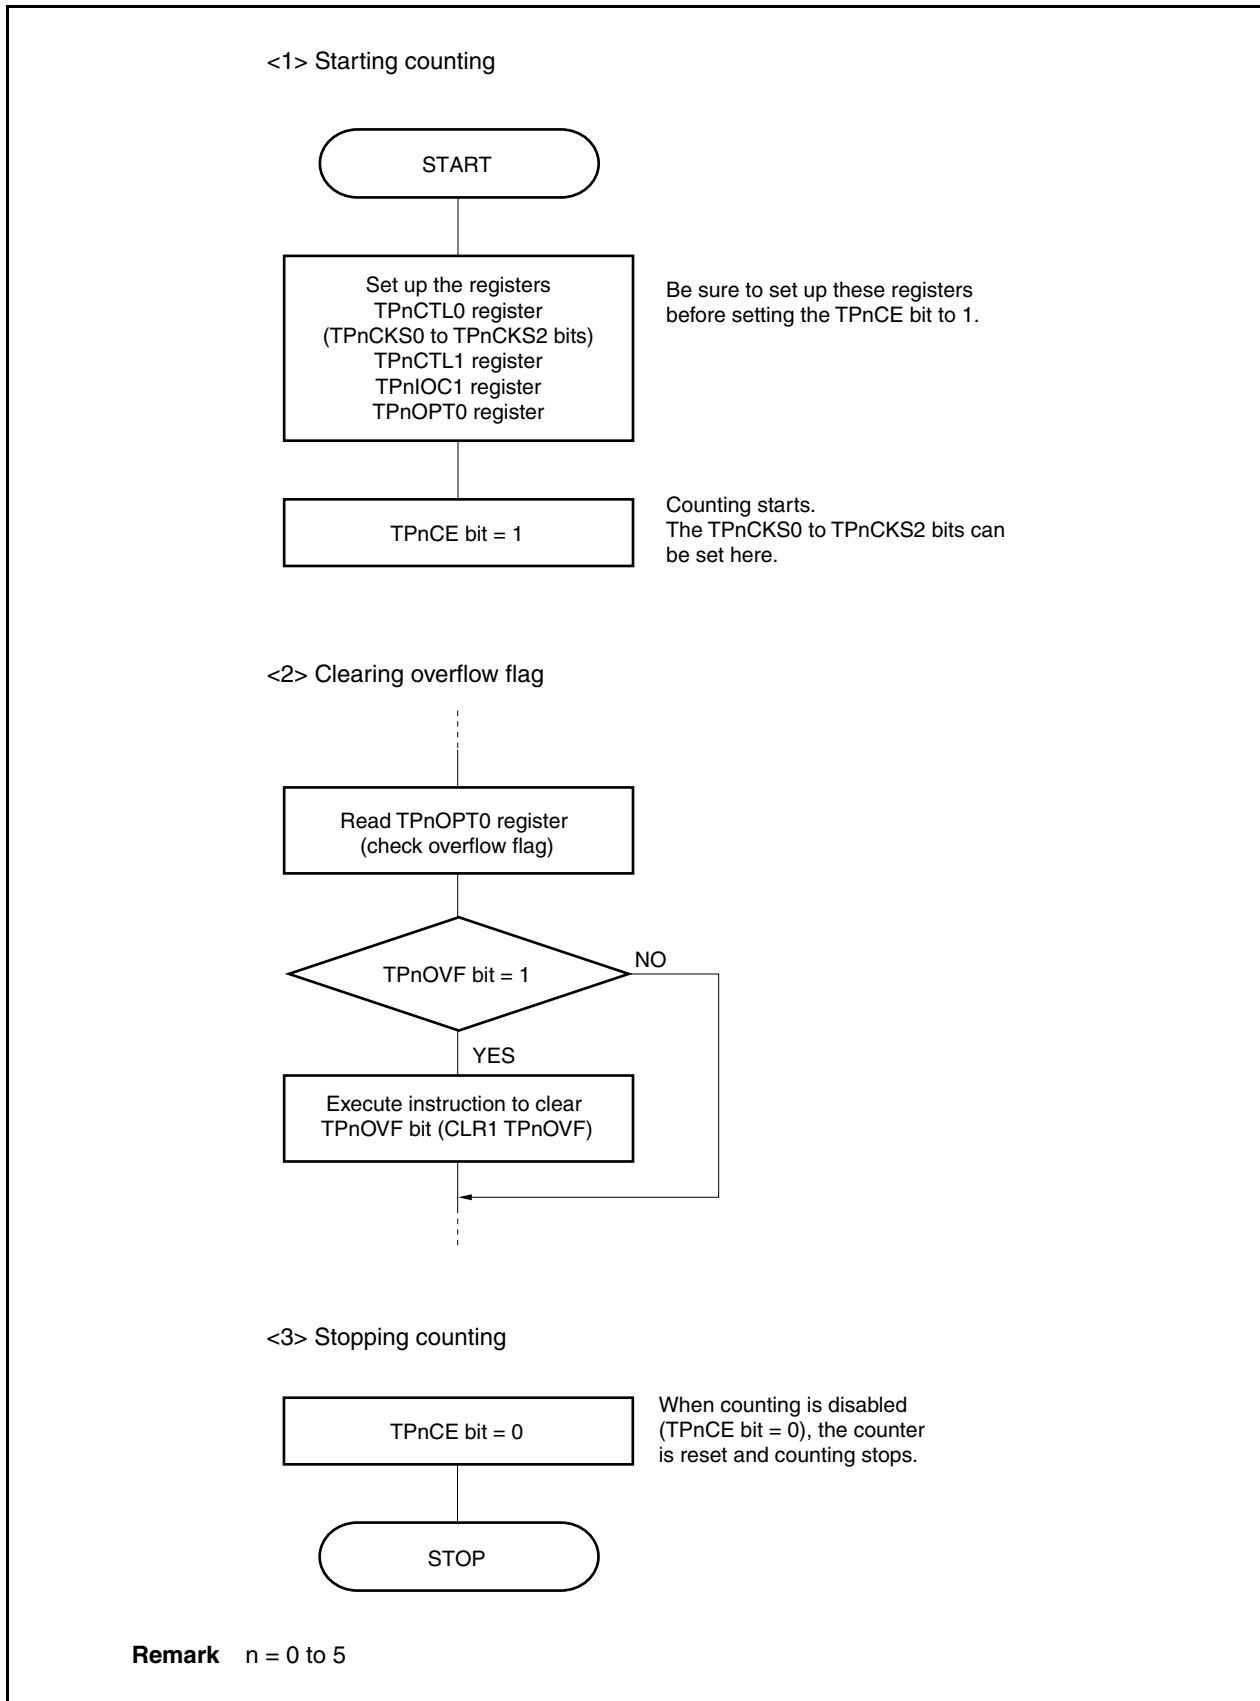 <1> Starting counting
START
Set up the registers
TPnCTL0 register
(TPnCKS0 to TPnCKS2 bits)
TPnCTL1 register
TPnIOC1 register
TPnOPT0 register
Be sure to set up these registers
before setting the TPnCE bit to 1.
TPnCE bit = 1
Counting starts.
The TPnCKS0 to TPnCKS2 bits can
be set here.
<2> Clearing overflow flag
Read TPnOPT0 register
(check overflow flag)
TPnOVF bit = 1
NO
YES
Execute instruction to clear
TPnOVF bit (CLR1 TPnOVF)
<3> Stopping counting
TPnCE bit = 0
When counting is disabled
(TPnCE bit = 0), the counter
is reset and counting stops.
STOP
Remark n = 0 to 5